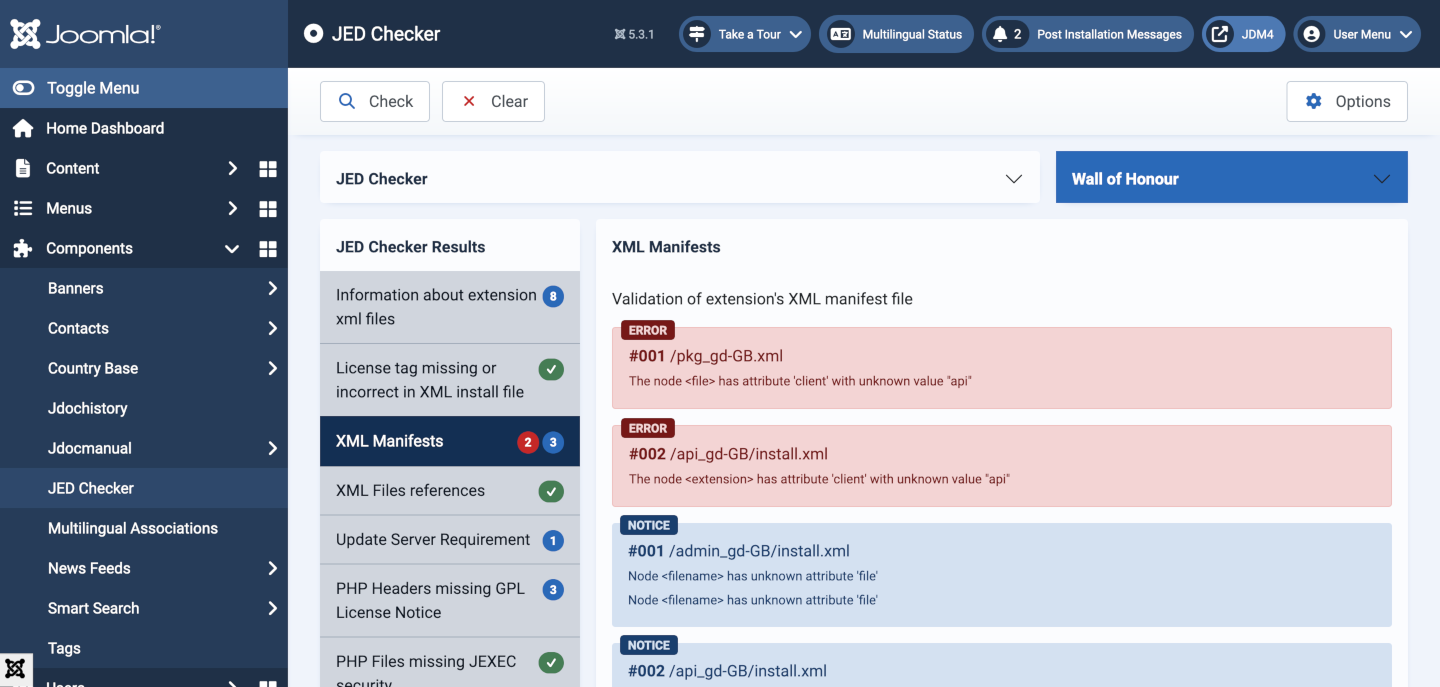 Joomla!®
JED Checker
5.3.1
Take a Tour
Multilingual Status
2
Post Installation Messages
JDM4
User Menu
Toggle Menu
Home Dashboard
Content
Menus
Components
Banners
Contacts
Country Base
Jdochistory
Jdocmanual
JED Checker
Multilingual Associations
News Feeds
Smart Search
Tags
Users
Check
Clear
Options
JED Checker
Wall of Honour
JED Checker Results
Information about extension
xml files
8
License tag missing or
incorrect in XML install file
XML Manifests
2
3
XML Files references
Update Server Requirement
1
PHP Headers missing GPL
License Notice
3
PHP Files missing JEXEC
security
XML Manifests
Validation of extension's XML manifest file
ERROR
#001 /pkg_gd-GB.xml
The node <file> has attribute 'client' with unknown value "api"
ERROR
#002 /api_gd-GB/install.xml
The node <extension> has attribute 'client' with unknown value "api"
NOTICE
#001 /admin_gd-GB/install.xml
Node <filename> has unknown attribute 'file'
Node <filename> has unknown attribute 'file'
NOTICE
#002 /api_gd-GB/install.xml